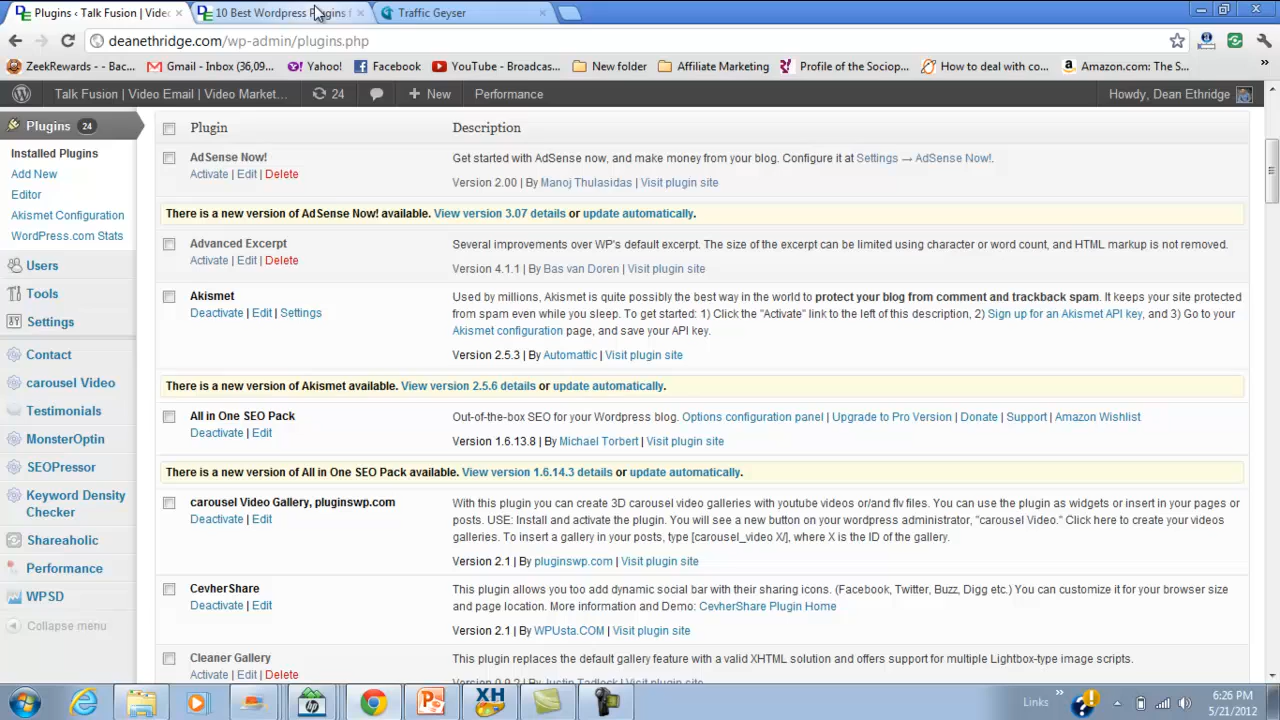 Plugins ‹ Talk Fusion | Video
10 Best Wordpress Plugins f
Traffic Geyser
deanethridge.com/wp-admin/plugins.php
ZeekRewards - - Bac...
Gmail - Inbox (36,09...
Yahoo!
Facebook
YouTube - Broadcas...
New folder
Affiliate Marketing
Profile of the Sociop...
How to deal with co...
Amazon.com: The S...
Talk Fusion | Video Email | Video Market...
24
+ New
Performance
Howdy, Dean Ethridge
Plugins 24
Installed Plugins
Add New
Editor
Akismet Configuration
WordPress.com Stats
Users
Tools
Settings
Contact
carousel Video
Testimonials
MonsterOptin
SEOPressor
Keyword Density
Checker
Shareaholic
Performance
WPSD
Collapse menu
Plugin
Description
AdSense Now!
Activate | Edit | Delete
Get started with AdSense now, and make money from your blog. Configure it at Settings → AdSense Now!.
Version 2.00 | By Manoj Thulasidas | Visit plugin site
There is a new version of AdSense Now! available. View version 3.07 details or update automatically.
Advanced Excerpt
Activate | Edit | Delete
Several improvements over WP's default excerpt. The size of the excerpt can be limited using character or word count, and HTML markup is not removed.
Version 4.1.1 | By Bas van Doren | Visit plugin site
Akismet
Deactivate | Edit | Settings
Used by millions, Akismet is quite possibly the best way in the world to protect your blog from comment and trackback spam. It keeps your site protected
from spam even while you sleep. To get started: 1) Click the "Activate" link to the left of this description, 2) Sign up for an Akismet API key, and 3) Go to your
Akismet configuration page, and save your API key.
Version 2.5.3 | By Automattic | Visit plugin site
There is a new version of Akismet available. View version 2.5.6 details or update automatically.
All in One SEO Pack
Deactivate | Edit
Out-of-the-box SEO for your Wordpress blog. Options configuration panel | Upgrade to Pro Version | Donate | Support | Amazon Wishlist
Version 1.6.13.8 | By Michael Torbert | Visit plugin site
There is a new version of All in One SEO Pack available. View version 1.6.14.3 details or update automatically.
carousel Video Gallery, pluginswp.com
Deactivate | Edit
With this plugin you can create 3D carousel video galleries with youtube videos or/and flv files. You can use the plugin as widgets or insert in your pages or
posts. USE: Install and activate the plugin. You will see a new button on your wordpress administrator, "carousel Video." Click here to create your videos
galleries. To insert a gallery in your posts, type [carousel_video X/], where X is the ID of the gallery.
Version 2.1 | By pluginswp.com | Visit plugin site
CevherShare
Deactivate | Edit
This plugin allows you too add dynamic social bar with their sharing icons. (Facebook, Twitter, Buzz, Digg etc.) You can customize it for your browser size
and page location. More information and Demo: CevherShare Plugin Home
Version 2.1 | By WPUsta.COM | Visit plugin site
Cleaner Gallery
Activate | Edit | Delete
This plugin replaces the default gallery feature with a valid XHTML solution and offers support for multiple Lightbox-type image scripts.
Version 0.9.2 | By Justin Tadlock | Visit plugin site
Links
6:26 PM
5/21/2012